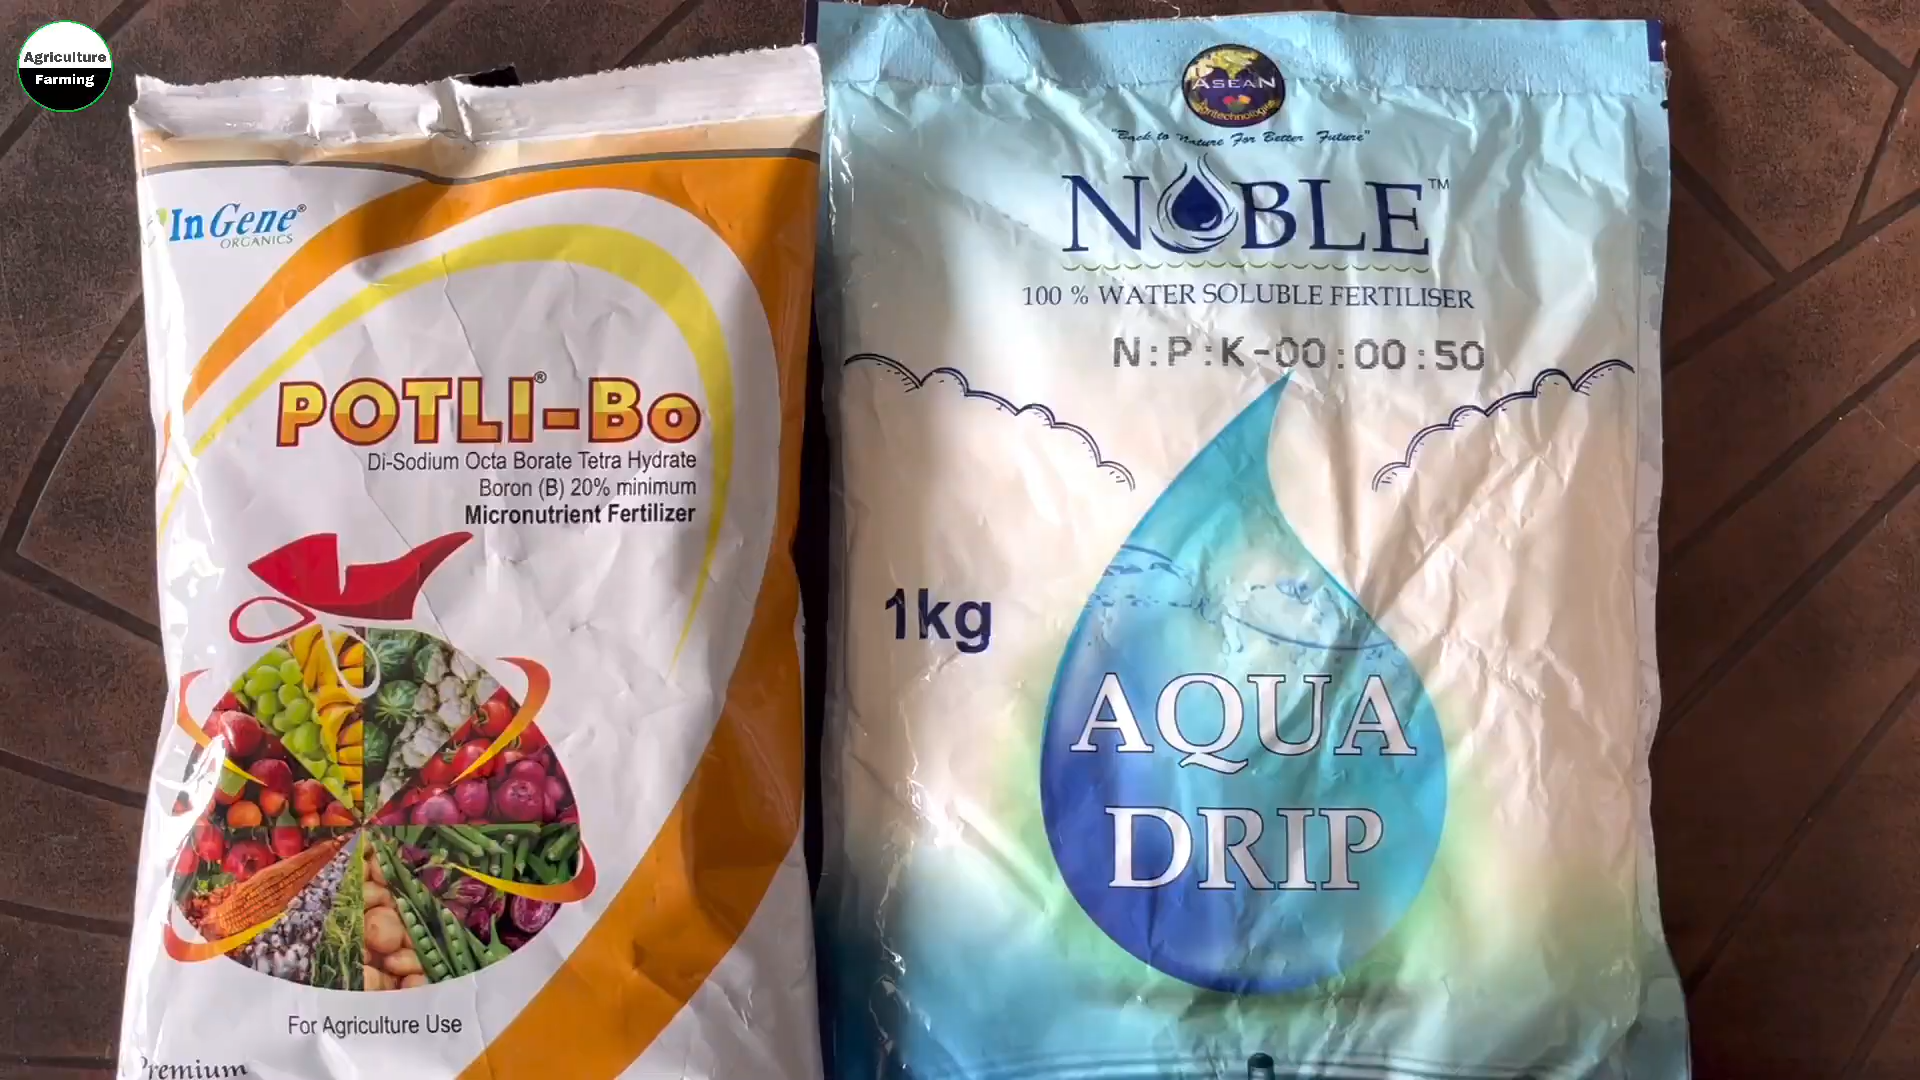 Agriculture
Farming
InGene®
ORGANICS
POTLI®-Bo
Di-Sodium Octa Borate Tetra Hydrate
Boron (B) 20% minimum
Micronutrient Fertilizer
For Agriculture Use
Premium
ASEAN
Agritechnologies
"Back to Nature For Better Future"
NOBLE™
100 % WATER SOLUBLE FERTILISER
N:P:K-00:00:50
1kg
AQUA
DRIP